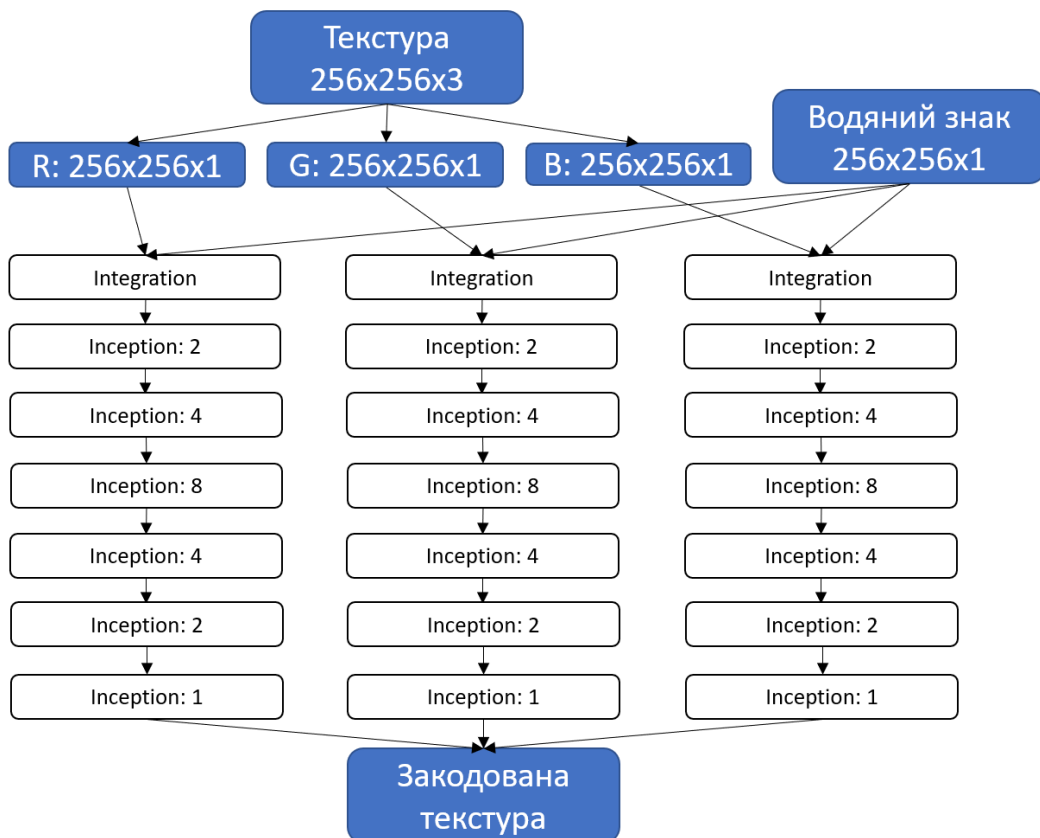 Текстура
256x256x3
Водяний знак
256x256x1
R: 256x256x1
G: 256x256x1
B: 256x256x1
Integration
Integration
Integration
Inception: 2
Inception: 2
Inception: 2
Inception: 4
Inception: 4
Inception: 4
Inception: 8
Inception: 8
Inception: 8
Inception: 4
Inception: 4
Inception: 4
Inception: 2
Inception: 2
Inception: 2
Inception: 1
Inception: 1
Inception: 1
Закодована
текстура